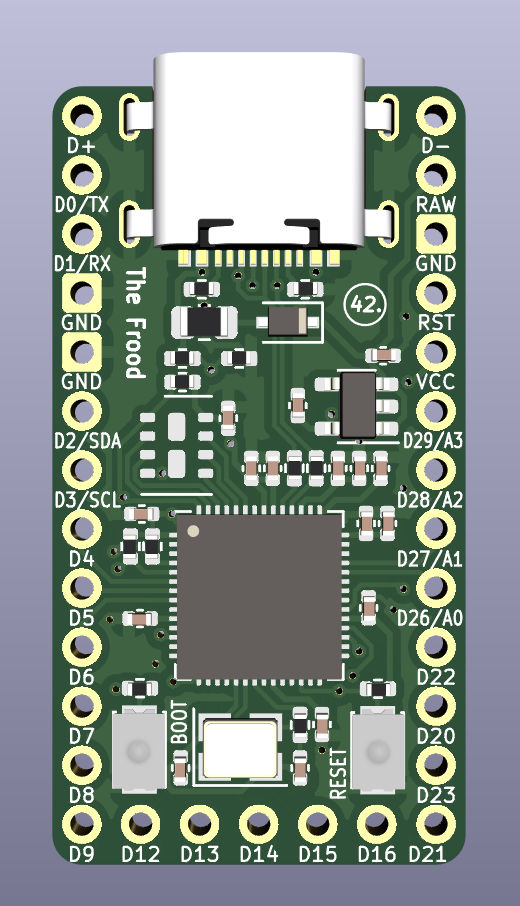 D+
D-
D0/TX
RAW
D1/RX
GND
The Frood
42.
GND
RST
GND
VCC
D2/SDA
D29/A3
D3/SCL
D28/A2
D4
D27/A1
D5
D26/A0
D6
D22
D7
BOOT
D20
D8
RESET
D23
D9
D12
D13
D14
D15
D16
D21